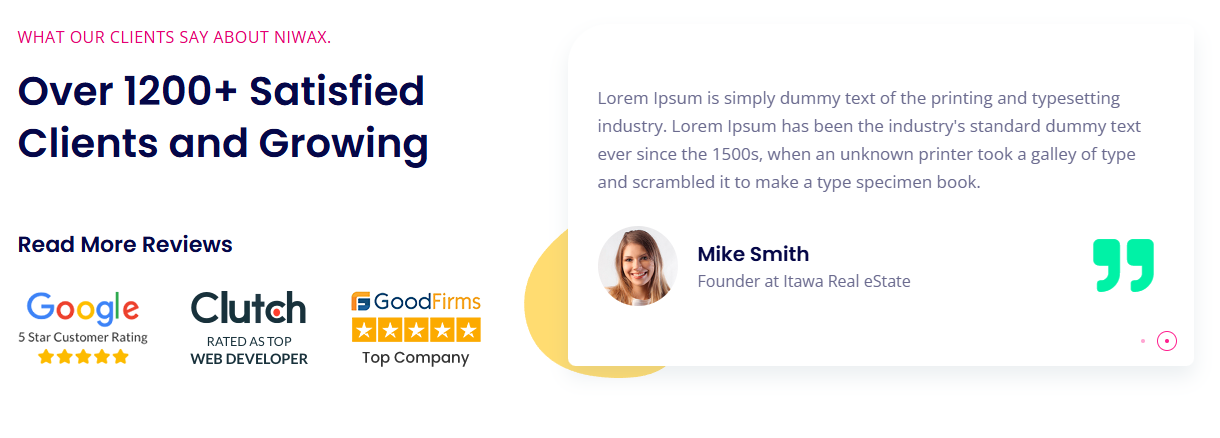 WHAT OUR CLIENTS SAY ABOUT NIWAX.
Over 1200+ Satisfied
Clients and Growing
Read More Reviews
Google
5 Star Customer Rating
Clutch
RATED AS TOP
WEB DEVELOPER
GoodFirms
Top Company
Lorem Ipsum is simply dummy text of the printing and typesetting
industry. Lorem Ipsum has been the industry's standard dummy text
ever since the 1500s, when an unknown printer took a galley of type
and scrambled it to make a type specimen book.
Mike Smith
Founder at Itawa Real eState